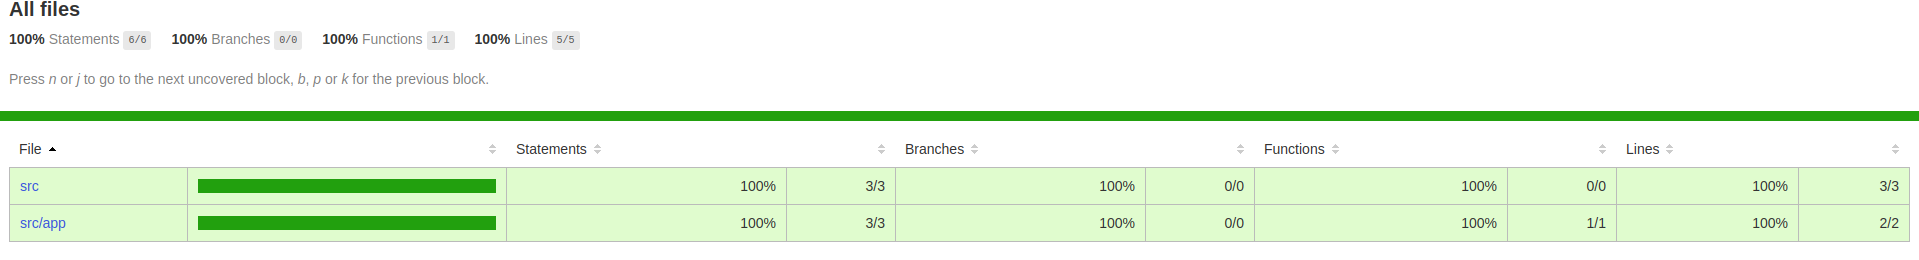 All files
100% Statements 6/6 100% Branches 0/0 100% Functions 1/1 100% Lines 5/5
Press n or j to go to the next uncovered block, b, p or k for the previous block.
File Statements Branches Functions Lines
src 100% 3/3 100% 0/0 100% 0/0 100% 3/3
src/app 100% 3/3 100% 0/0 100% 1/1 100% 2/2